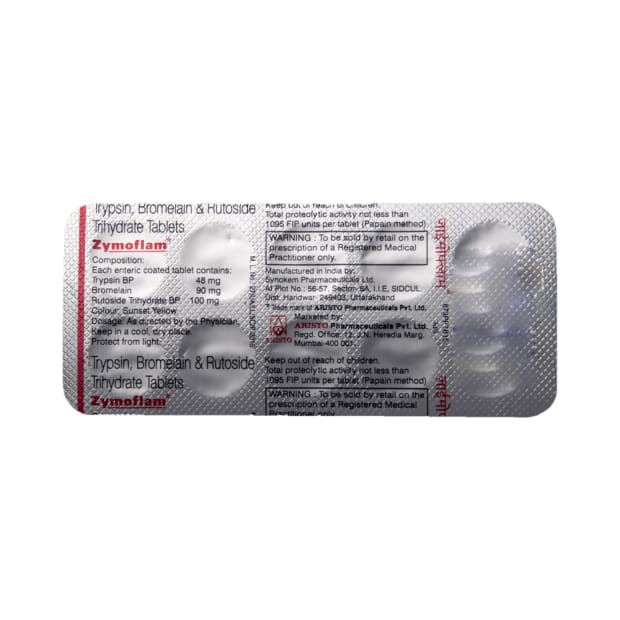 Trypsin, Bromelain & Rutoside
Trihydrate Tablets
Zymoflam*
Composition:
Each enteric coated tablet contains:
Trypsin BP 48 mg
Bromelain 90 mg
Rutoside Trihydrate BP 100 mg
Colour: Sunset Yellow
Dosage: As directed by the Physician.
Keep in a cool, dry place.
Protect from light.
Trypsin, Bromelain & Rutoside
Trihydrate Tablets
Zymoflam*
Keep out of reach of children.
Total proteolytic activity not less than
1095 FIP units per tablet (Papain method)
WARNING : To be sold by retail on the
prescription of a Registered Medical
Practitioner only.
Manufactured in India by:
Synokem Pharmaceuticals Ltd.
At Plot No.: 56-57, Sector-6A, I.I.E, SIDCUL
Dist. Haridwar- 249403, Uttarakhand
* Trade mark of ARISTO Pharmaceuticals Pvt. Ltd.
Marketed by:
ARISTO Pharmaceuticals Pvt. Ltd.
Regd. Office: 12, J.N. Heredia Marg,
Mumbai-400 001.
ARISTO
Keep out of reach of children.
Total proteolytic activity not less than
1095 FIP units per tablet (Papain method)
WARNING : To be sold by retail on the
prescription of a Registered Medical
Practitioner only.